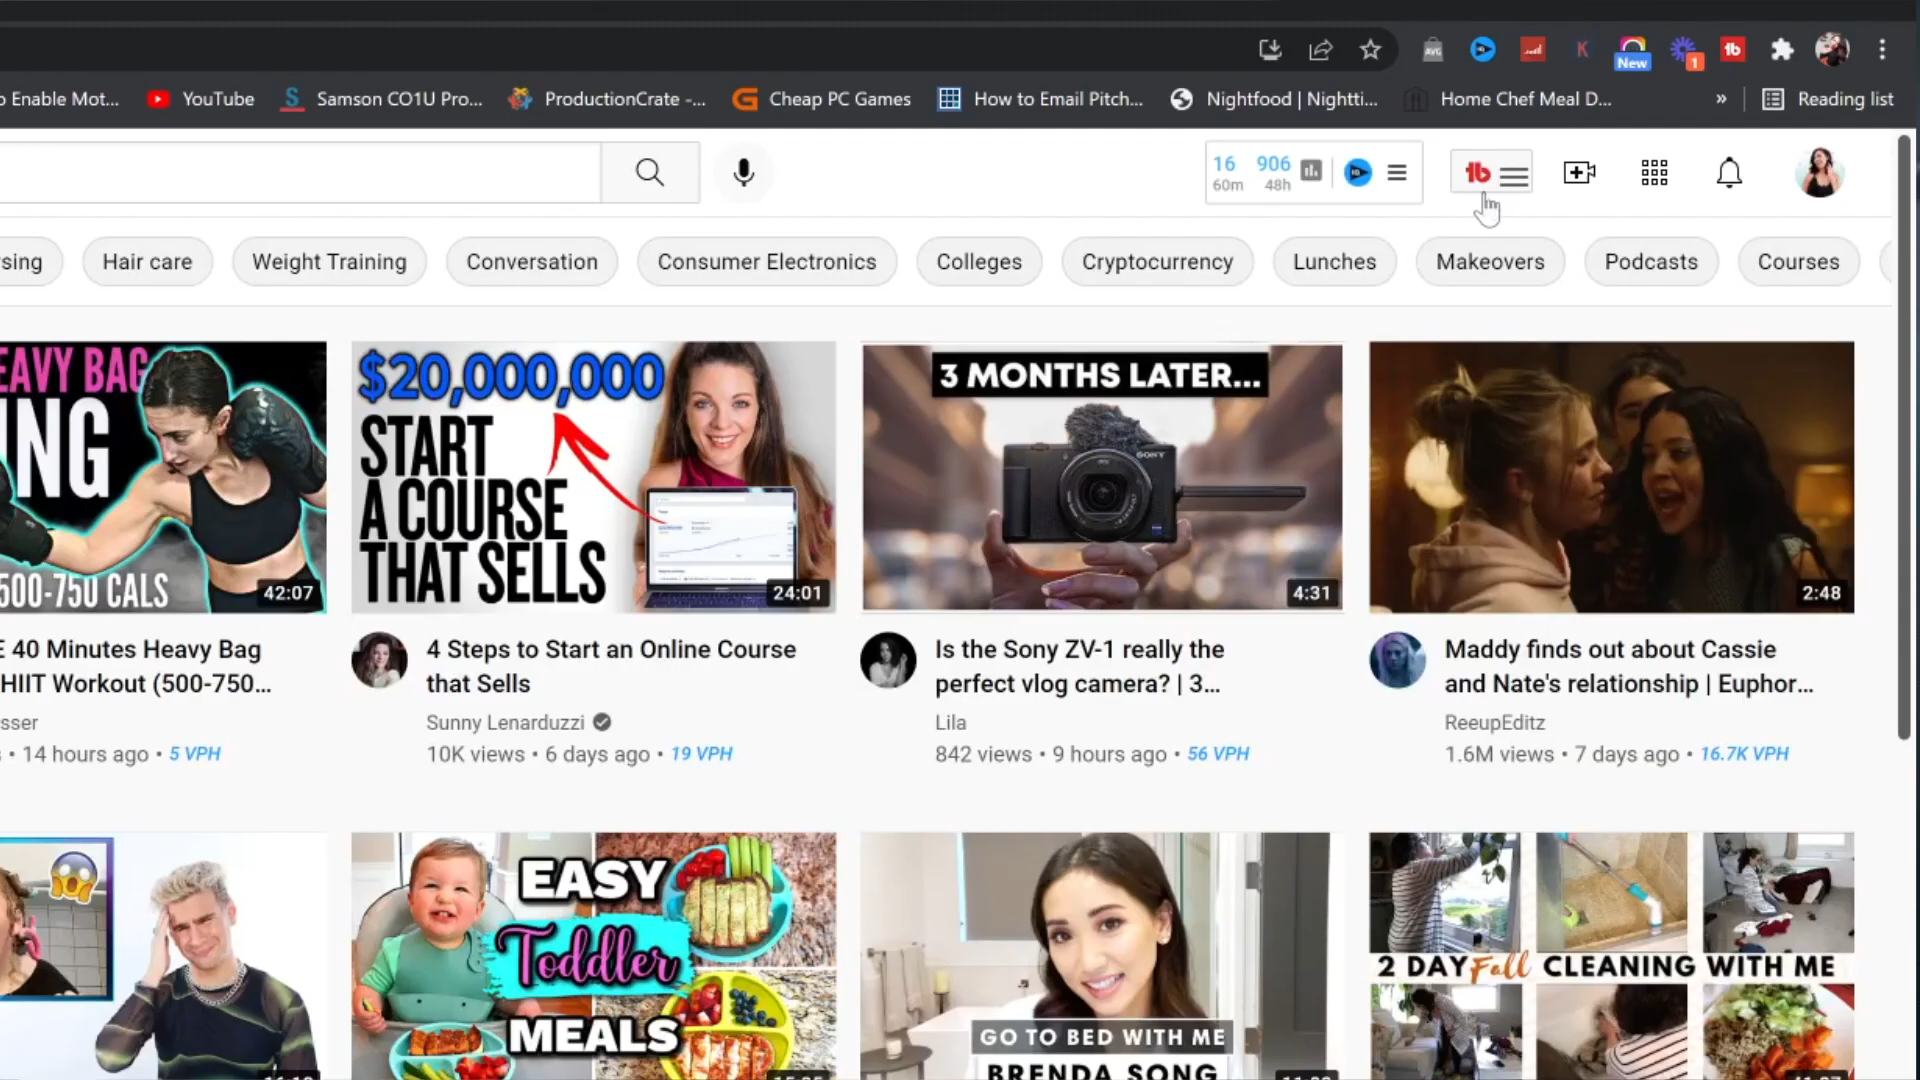 New
1
o Enable Mot...
YouTube
Samson CO1U Pro...
ProductionCrate -...
Cheap PC Games
How to Email Pitch...
Nightfood | Nightti...
Home Chef Meal D...
»
Reading list
16 906
60m 48h
sing
Hair care
Weight Training
Conversation
Consumer Electronics
Colleges
Cryptocurrency
Lunches
Makeovers
Podcasts
Courses
EAVY BAG
ING
500-750 CALS
42:07
$20,000,000
START
A COURSE
THAT SELLS
24:01
3 MONTHS LATER...
SONY
4:31
2:48
E 40 Minutes Heavy Bag
HIIT Workout (500-750...
sser
• 14 hours ago • 5 VPH
4 Steps to Start an Online Course
that Sells
Sunny Lenarduzzi
10K views • 6 days ago • 19 VPH
Is the Sony ZV-1 really the
perfect vlog camera? | 3...
Lila
842 views • 9 hours ago • 56 VPH
Maddy finds out about Cassie
and Nate's relationship | Euphor...
ReeupEditz
1.6M views • 7 days ago • 16.7K VPH
EASY
Toddler
MEALS
GO TO BED WITH ME
BRENDA SONG
2 DAY Fall CLEANING WITH ME